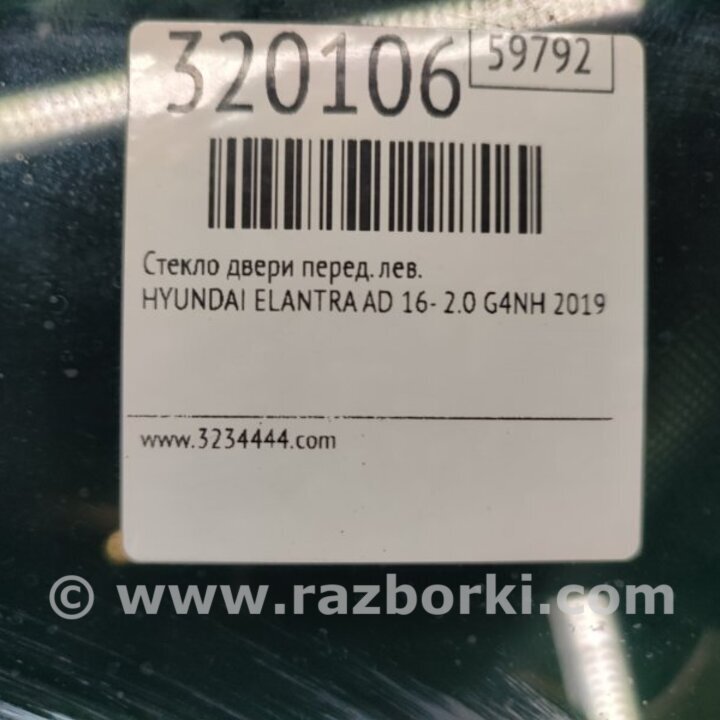 320106
59792
Стекло двери перед. лев.
HYUNDAI ELANTRA AD 16- 2.0 G4NH 2019
www.3234444.com
© www.razborki.com